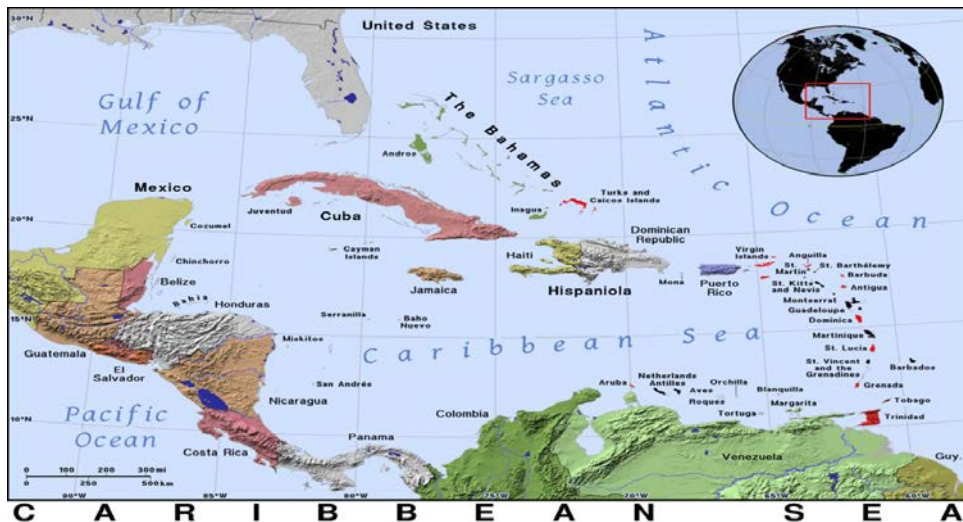 30°N
United States
Atlantic
Sargasso
Sea
Gulf of
Mexico
The Bahamas
25°N
Andros
Mexico
Turks and
Caicos Islands
Juventud
Cuba
Inagua
Ocean
20°N
Cozumel
Dominican
Republic
Cayman
Islands
Haiti
Virgin
Islands
Anguilla
St.
Martin
St. Barthélemy
Chinchorro
Mona
Puerto
Rico
Barbuda
Belize
Jamaica
Hispaniola
St. Kitts
and Nevis
Antigua
Bahia
Honduras
Montserrat
Guadeloupe
15°N
Serranilla
Baho
Nuevo
Dominica
Miskitos
Caribbean Sea
Martinique
Guatemala
St. Lucia
El
Salvador
St. Vincent
and the
Grenadines
Barbados
San Andrés
Aruba
Netherlands
Antilles
Orchilla
Nicaragua
Aves
Roques
Blanquilla
Grenada
Pacific
Ocean
10°N
Colombia
Tortuga
Margarita
Tobago
Trinidad
Panama
Costa Rica
Venezuela
Guy.
0 100 200 300 mi
0 500 km
90°W
85°W
80°W
75°W
70°W
65°W
60°W
CARIBBEAN SEA